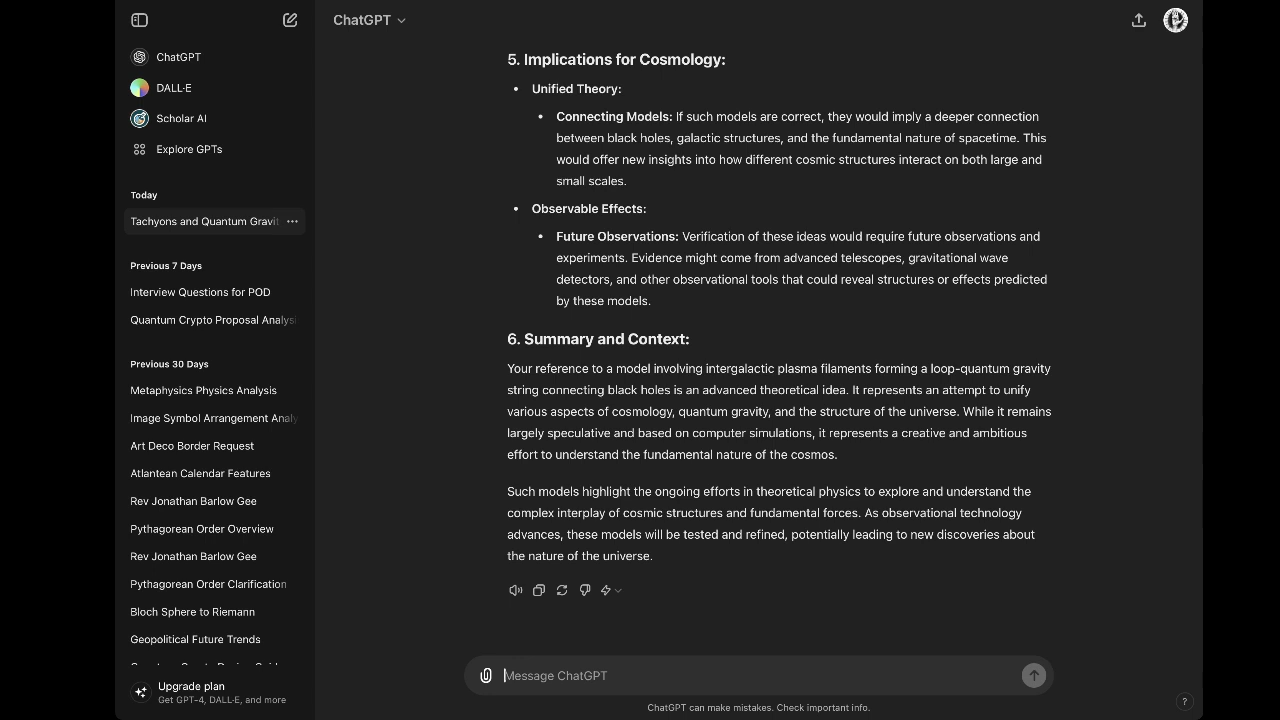 ChatGPT
DALL·E
Scholar AI
Explore GPTs
Today
Tachyons and Quantum Gravit
Previous 7 Days
Interview Questions for POD
Quantum Crypto Proposal Analysi
Previous 30 Days
Metaphysics Physics Analysis
Image Symbol Arrangement Analy
Art Deco Border Request
Atlantean Calendar Features
Rev Jonathan Barlow Gee
Pythagorean Order Overview
Rev Jonathan Barlow Gee
Pythagorean Order Clarification
Bloch Sphere to Riemann
Geopolitical Future Trends
Upgrade plan
Get GPT-4, DALL·E, and more
ChatGPT
5. Implications for Cosmology:
• Unified Theory:
• Connecting Models: If such models are correct, they would imply a deeper connection
between black holes, galactic structures, and the fundamental nature of spacetime. This
would offer new insights into how different cosmic structures interact on both large and
small scales.
• Observable Effects:
• Future Observations: Verification of these ideas would require future observations and
experiments. Evidence might come from advanced telescopes, gravitational wave
detectors, and other observational tools that could reveal structures or effects predicted
by these models.
6. Summary and Context:
Your reference to a model involving intergalactic plasma filaments forming a loop-quantum gravity
string connecting black holes is an advanced theoretical idea. It represents an attempt to unify
various aspects of cosmology, quantum gravity, and the structure of the universe. While it remains
largely speculative and based on computer simulations, it represents a creative and ambitious
effort to understand the fundamental nature of the cosmos.
Such models highlight the ongoing efforts in theoretical physics to explore and understand the
complex interplay of cosmic structures and fundamental forces. As observational technology
advances, these models will be tested and refined, potentially leading to new discoveries about
the nature of the universe.
Message ChatGPT
ChatGPT can make mistakes. Check important info.
?